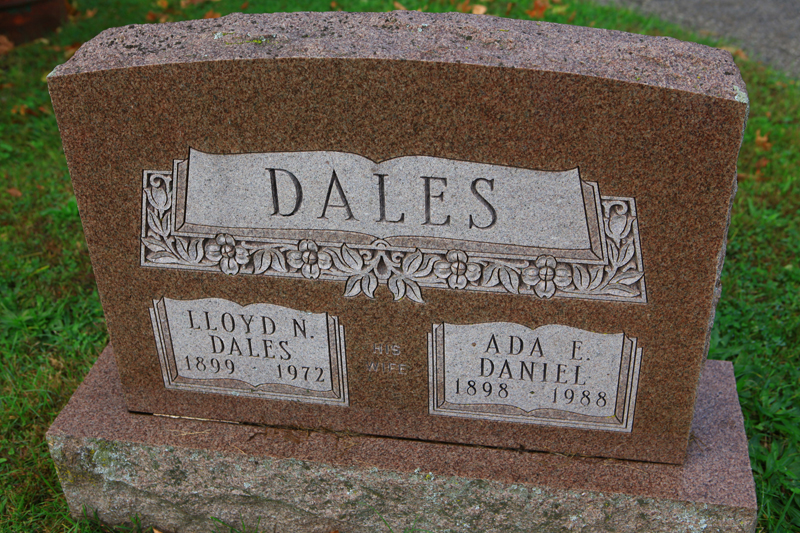 DALES
LLOYD N.
DALES
1899 · 1972
HIS
WIFE
ADA E.
DANIEL
1898 · 1988